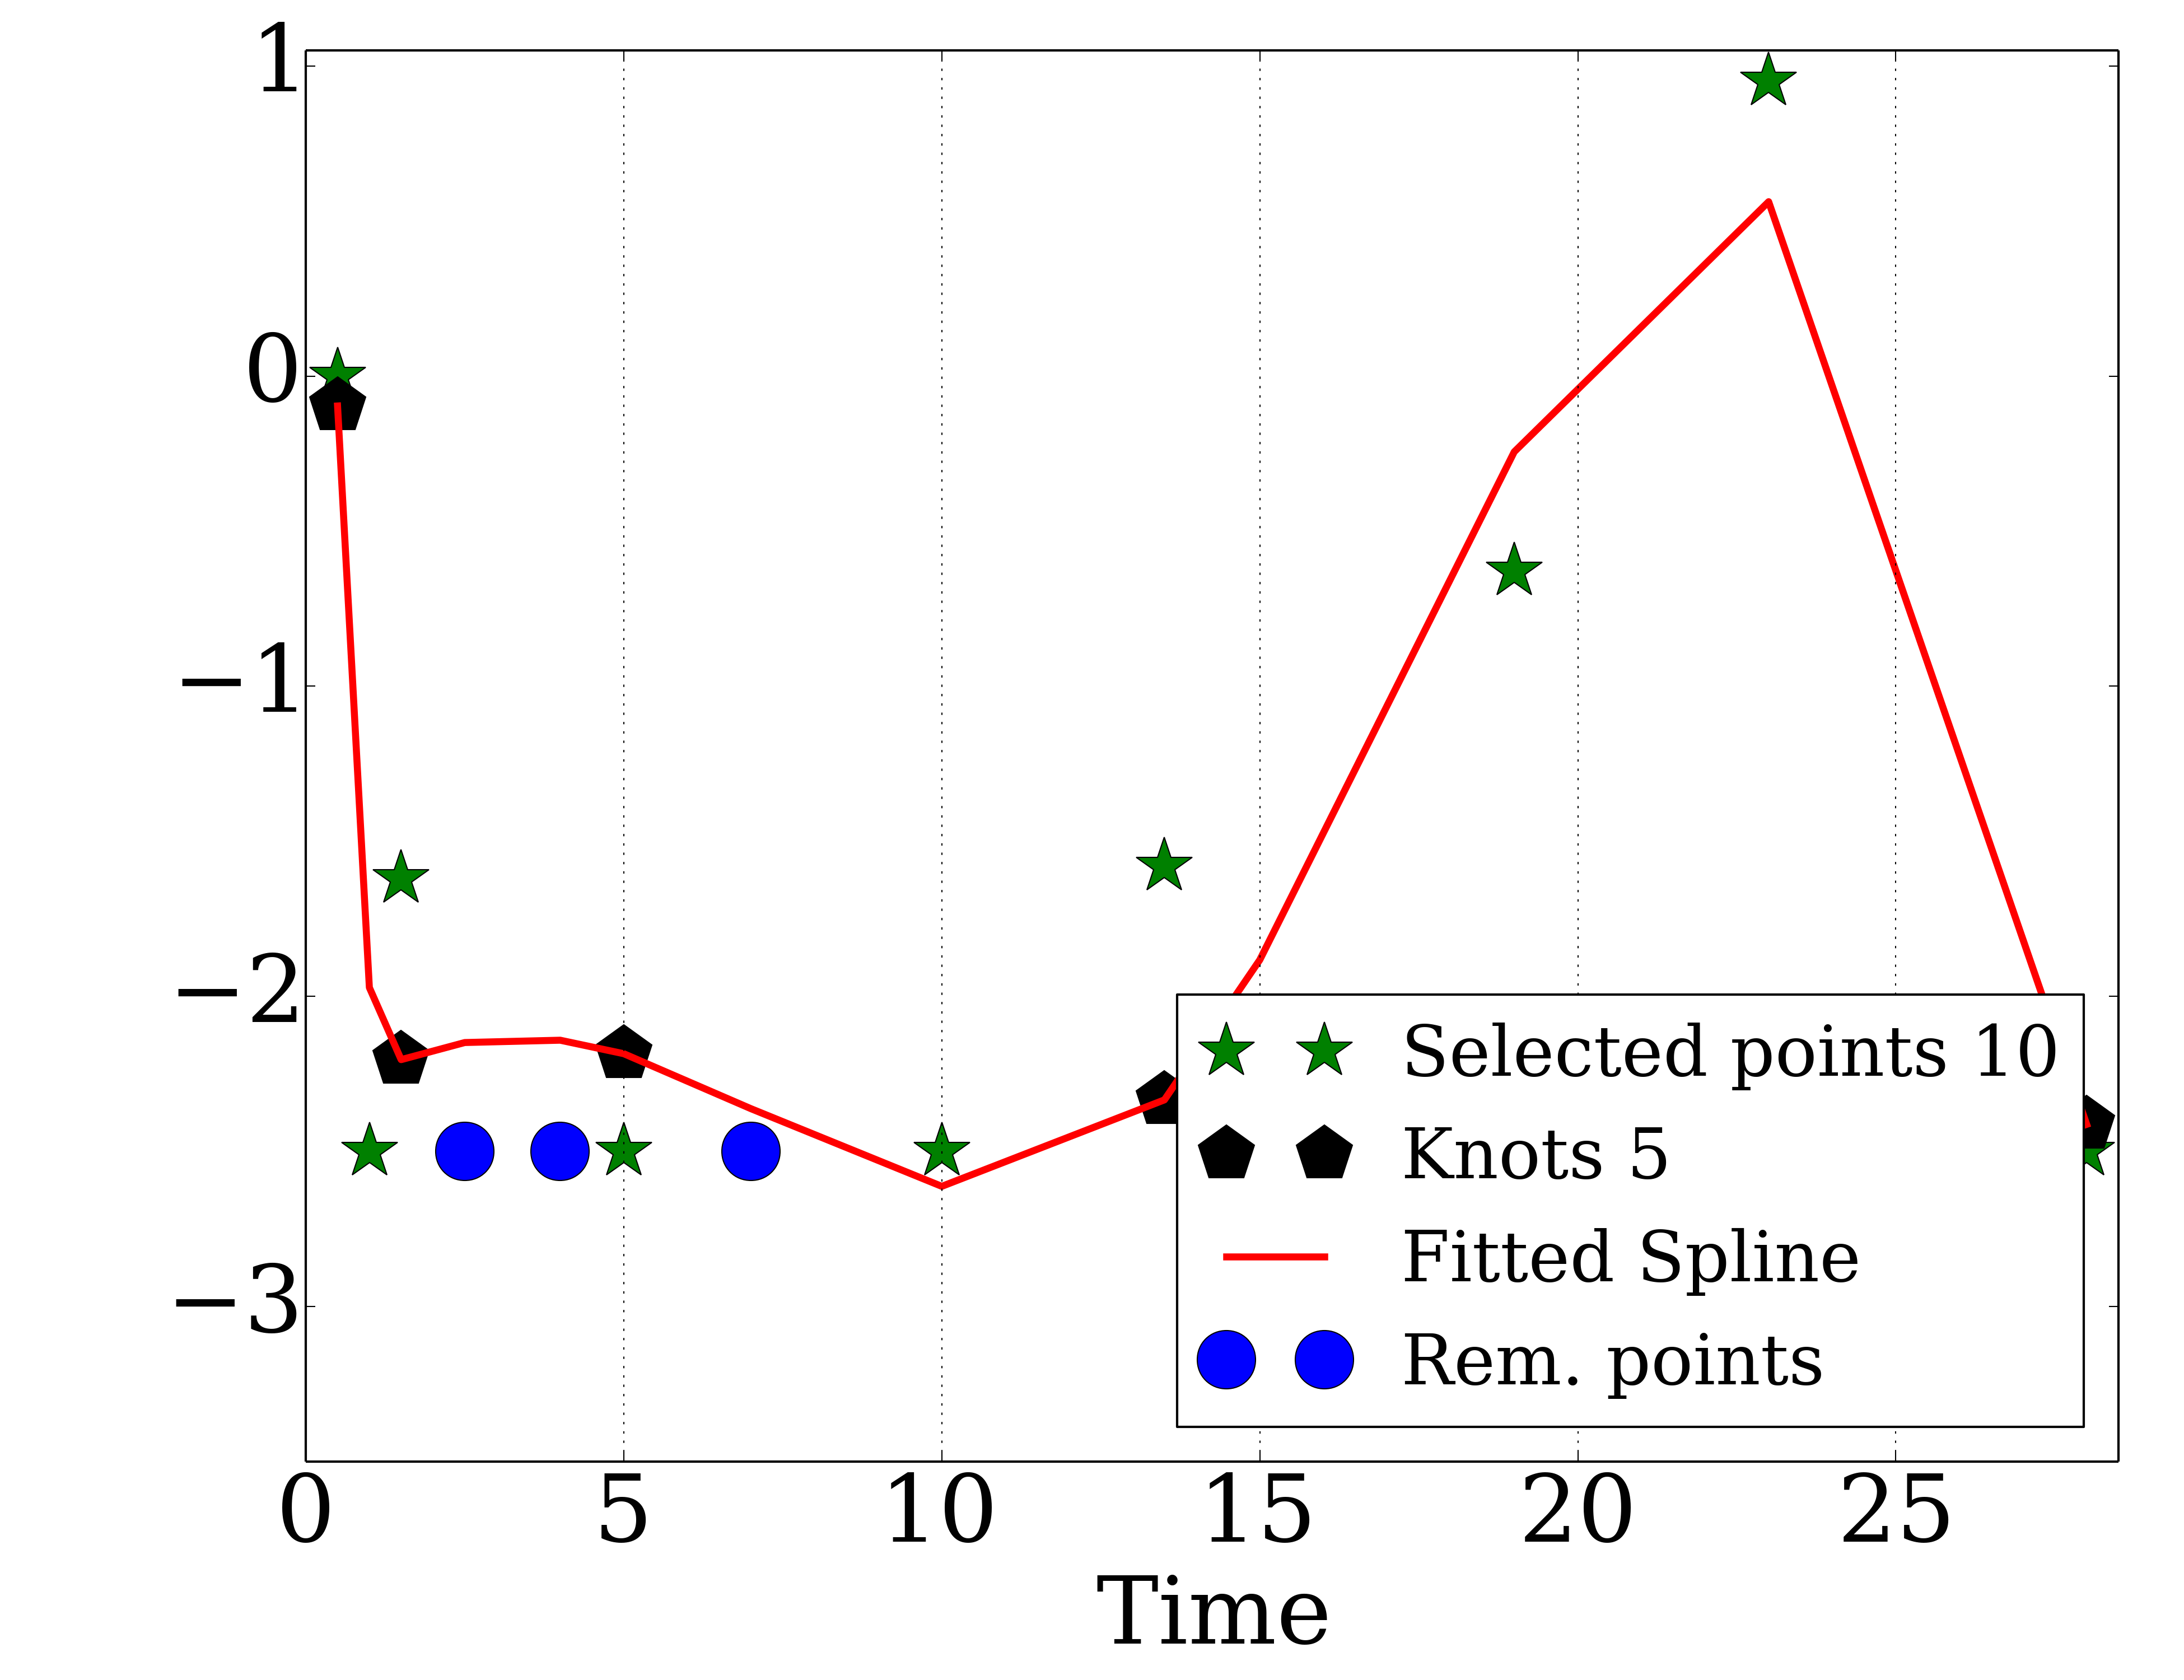 1
0
−1
−2
−3
0 5 10 15 20 25
Time
Selected points 10
Knots 5
Fitted Spline
Rem. points